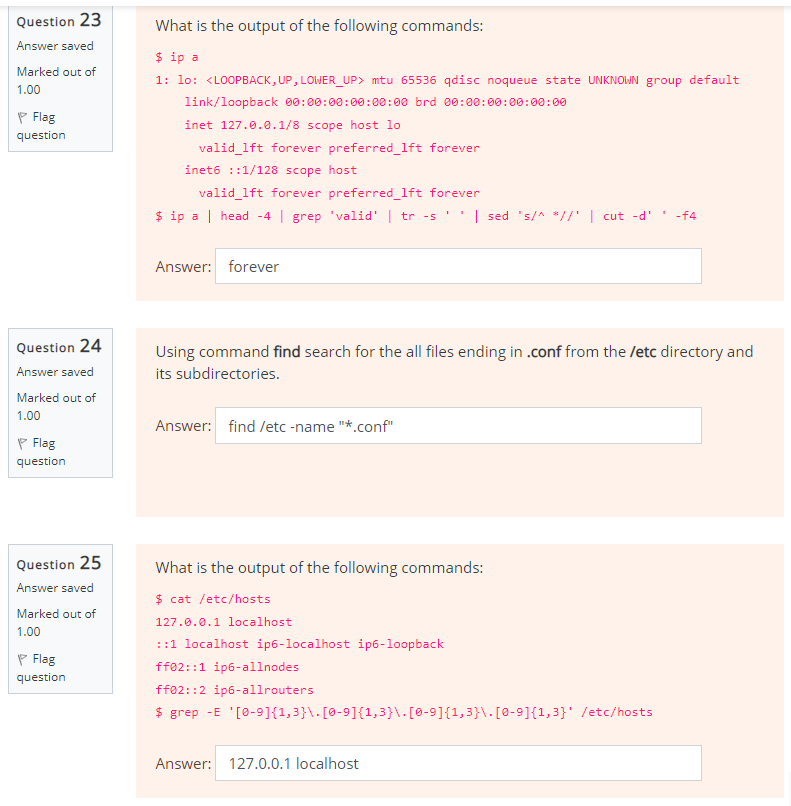 Question 23
Answer saved
Marked out of
1.00
Flag
question
What is the output of the following commands:
$ ip a
1: lo: <LOOPBACK,UP,LOWER_UP> mtu 65536 qdisc noqueue state UNKNOWN group default
link/loopback 00:00:00:00:00:00 brd 00:00:00:00:00:00
inet 127.0.0.1/8 scope host lo
valid_lft forever preferred_lft forever
inet6 ::1/128 scope host
valid_lft forever preferred_lft forever
$ ip a | head -4 | grep 'valid' | tr -s ' ' | sed 's/^ *//' | cut -d' ' -f4
Answer: forever
Question 24
Answer saved
Marked out of
1.00
Flag
question
Using command find search for the all files ending in .conf from the /etc directory and
its subdirectories.
Answer: find /etc -name "*.conf"
Question 25
Answer saved
Marked out of
1.00
Flag
question
What is the output of the following commands:
$ cat /etc/hosts
127.0.0.1 localhost
::1 localhost ip6-localhost ip6-loopback
ff02::1 ip6-allnodes
ff02::2 ip6-allrouters
$ grep -E '[0-9]{1,3}\.[0-9]{1,3}\.[0-9]{1,3}\.[0-9]{1,3}' /etc/hosts
Answer: 127.0.0.1 localhost